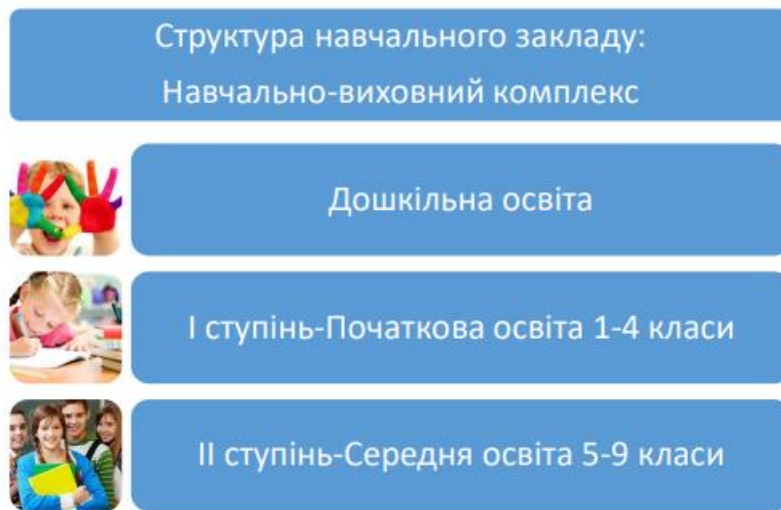 Структура навчального закладу:
Навчально-виховний комплекс
Дошкільна освіта
І ступінь-Початкова освіта 1-4 класи
ІІ ступінь-Середня освіта 5-9 класи